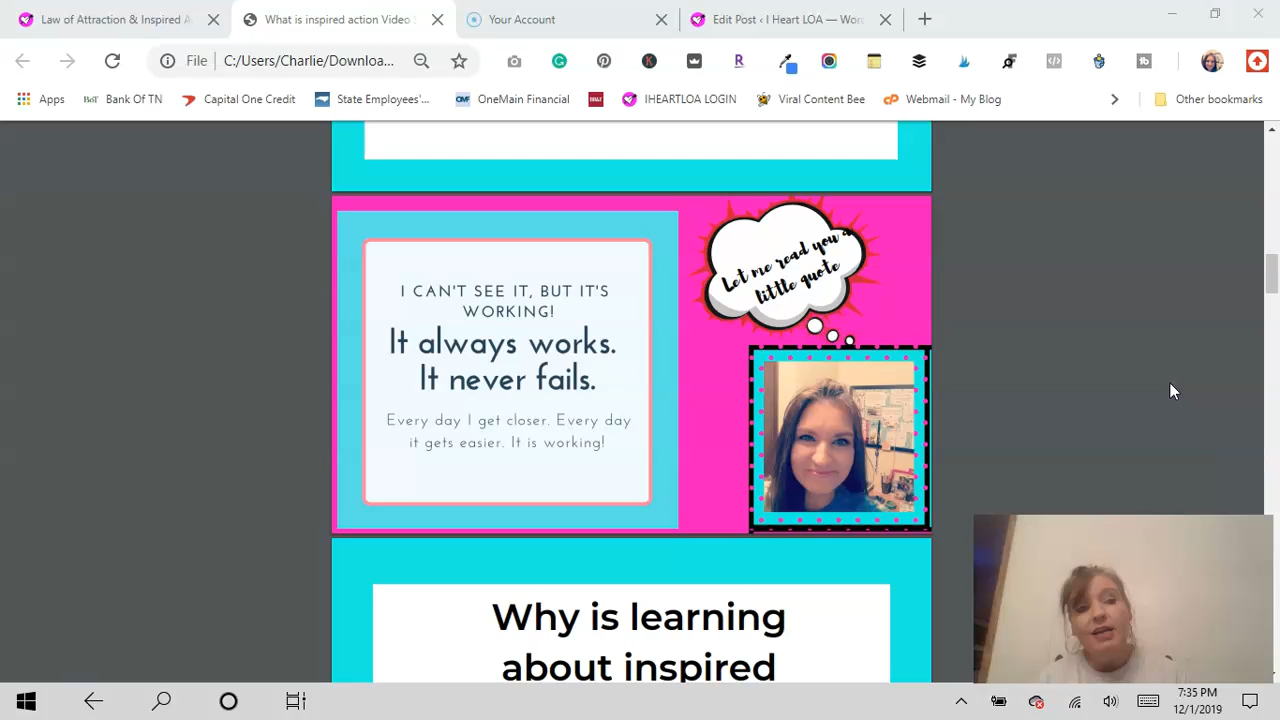 Law of Attraction & Inspired A
What is inspired action Video
Your Account
Edit Post ‹ I Heart LOA — Wor
File
C:/Users/Charlie/Downloa...
Apps
BOT
Bank Of TN
Capital One Credit
State Employees'...
OMF
OneMain Financial
IHEARTLOA LOGIN
Viral Content Bee
cP
Webmail - My Blog
Other bookmarks
Let me read you a
little quote
I CAN'T SEE IT, BUT IT'S
WORKING!
It always works.
It never fails.
Every day I get closer. Every day
it gets easier. It is working!
Why is learning
about inspired
7:35 PM
12/1/2019